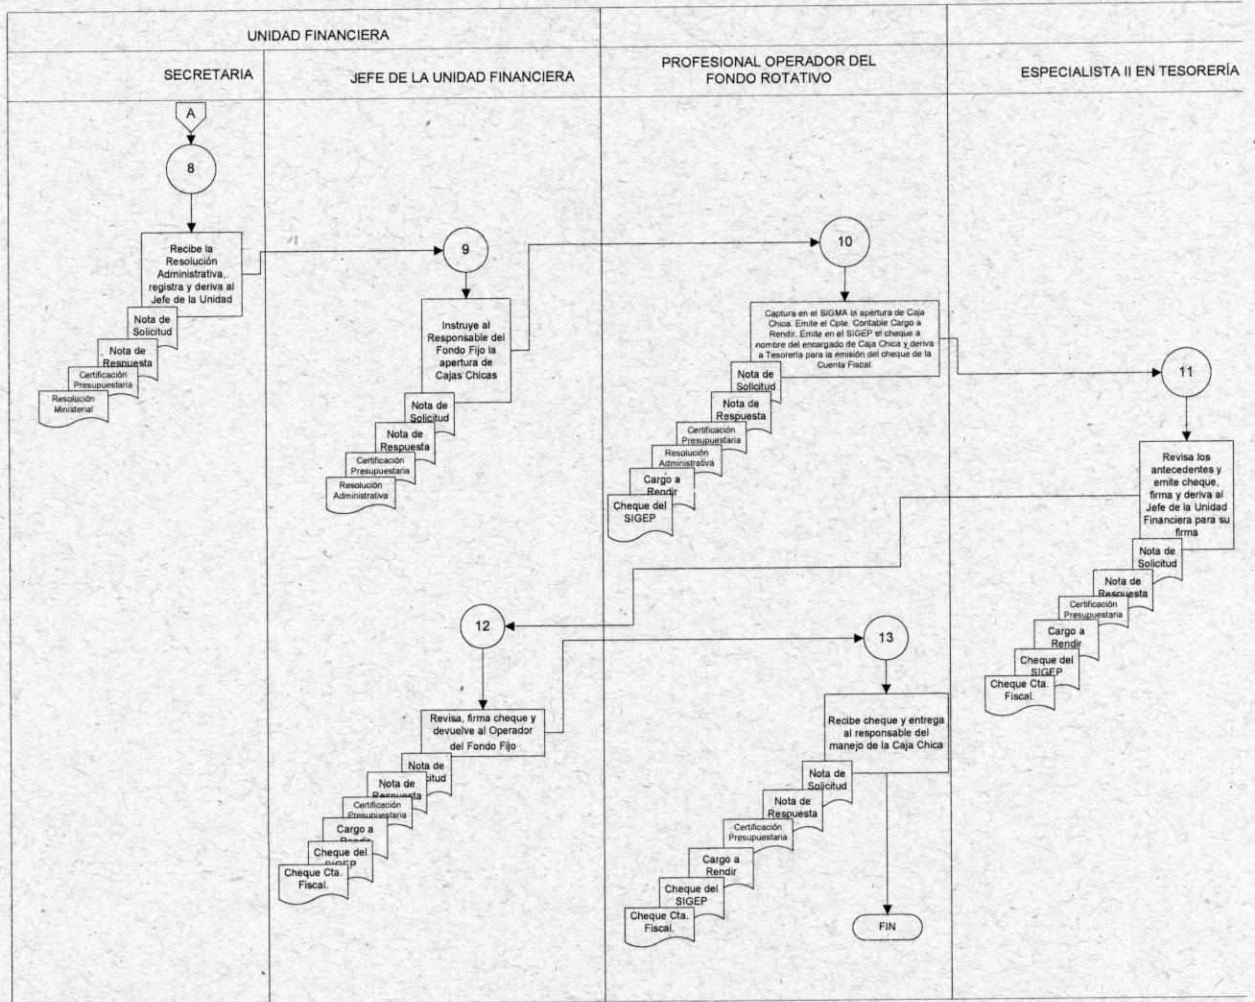 UNIDAD FINANCIERA
SECRETARIA
JEFE DE LA UNIDAD FINANCIERA
PROFESIONAL OPERADOR DEL
FONDO ROTATIVO
ESPECIALISTA II EN TESORERÍA
A
8
Recibe la
Resolución
Administrativa,
registra y deriva al
Jefe de la Unidad
Nota de
Solicitud
Nota de
Respuesta
Certificación
Presupuestaria
Resolución
Ministerial
9
Instruye al
Responsable del
Fondo Fijo la
apertura de
Cajas Chicas
Nota de
Solicitud
Nota de
Respuesta
Certificación
Presupuestaria
Resolución
Administrativa
10
Captura en el SIGMA la apertura de Caja
Chica. Emite el Cpte. Contable Cargo a
Rendir. Emite en el SIGEP el cheque a
nombre del encargado de Caja Chica y deriva
a Tesorería para la emisión del cheque de la
Cuenta Fiscal
Nota de
Solicitud
Nota de
Respuesta
Certificación
Presupuestaria
Resolución
Administrativa
Cargo a
Rendir
Cheque del
SIGEP
11
Revisa los
antecedentes y
emite cheque,
firma y deriva al
Jefe de la Unidad
Financiera para su
firma
Nota de
Solicitud
Nota de
Respuesta
Certificación
Presupuestaria
Cargo a
Rendir
Cheque del
SIGEP
Cheque Cta.
Fiscal.
12
Revisa, firma cheque y
devuelve al Operador
del Fondo Fijo
Nota de
Solicitud
Nota de
Respuesta
Certificación
Presupuestaria
Cargo a
Rendir
Cheque del
SIGEP
Cheque Cta.
Fiscal.
13
Recibe cheque y entrega
al responsable del
manejo de la Caja Chica
Nota de
Solicitud
Nota de
Respuesta
Certificación
Presupuestaria
Cargo a
Rendir
Cheque del
SIGEP
Cheque Cta.
Fiscal.
FIN